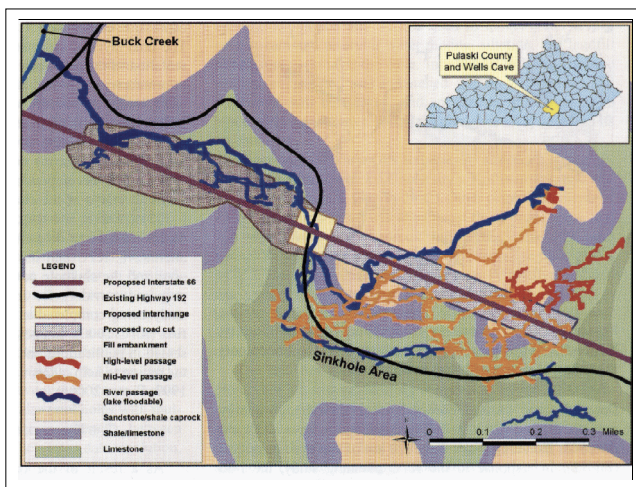 Buck Creek
Pulaski County
and Wells Cave
LEGEND
Propopsed Interstate 66
Existing Highway 192
Proposed interchange
Proposed road cut
Fill embankment
High-level passage
Mid-level passage
River passage
(lake floodable)
Sandstone/shale caprock
Shale/limestone
Limestone
Sinkhole Area
0 0.1 0.2 0.3 Miles